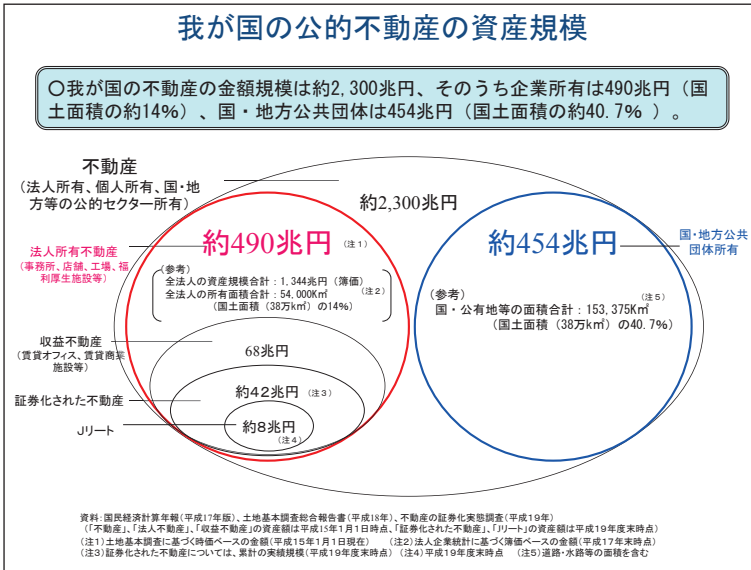 我が国の公的不動産の資産規模
○我が国の不動産の金額規模は約2,300兆円、そのうち企業所有は490兆円（国
土面積の約14%）、国・地方公共団体は454兆円（国土面積の約40.7% ）。
不動産
（法人所有、個人所有、国・地
方等の公的セクター所有）
約2,300兆円
法人所有不動産
（事務所、店舗、工場、福
利厚生施設等）
約490兆円 （注１）
（参考）
全法人の資産規模合計：1,344兆円（簿価）
全法人の所有面積合計：54,000K㎡ （注２）
（国土面積（38万k㎡）の14%）
約454兆円
国・地方公共
団体所有
（参考）
国・公有地等の面積合計：153,375K㎡ （注５）
（国土面積（38万k㎡）の40.7%）
収益不動産
（賃貸オフィス、賃貸商業
施設等）
68兆円
証券化された不動産
約42兆円 （注３）
Jリート
約8兆円
（注４）
資料：国民経済計算年報（平成17年版）、土地基本調査総合報告書（平成18年）、不動産の証券化実態調査（平成19年）
（「不動産」、「法人不動産」、「収益不動産」の資産額は平成15年１月１日時点、「証券化された不動産」、「Jリート」の資産額は平成19年度末時点）
（注１）土地基本調査に基づく時価ベースの金額（平成15年１月１日現在） （注２）法人企業統計に基づく簿価ベースの金額（平成17年末時点）
（注３）証券化された不動産については、累計の実績規模（平成19年度末時点） （注４）平成19年度末時点 （注５）道路・水路等の面積を含む